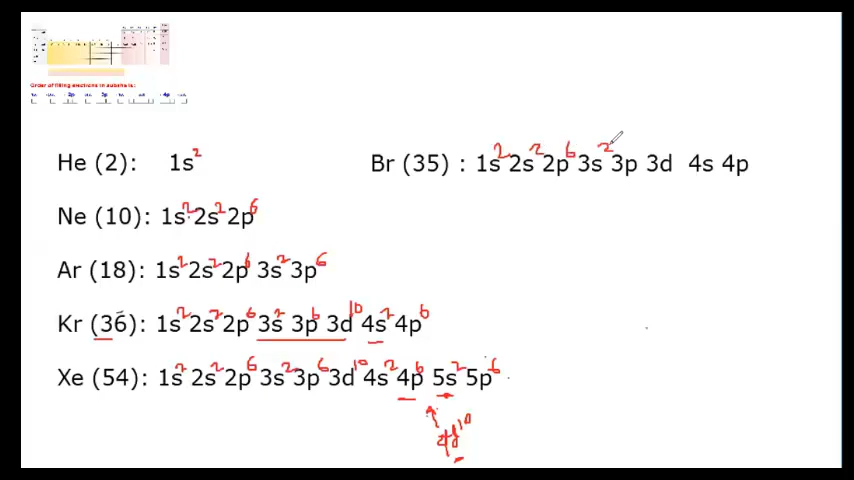 Order of filling electrons in subshells:
He (2): 1s² Br (35) : 1s² 2s² 2p⁶ 3s² 3p 3d 4s 4p
Ne (10): 1s² 2s² 2p⁶
Ar (18): 1s² 2s² 2p⁶ 3s² 3p⁶
Kr (36): 1s² 2s² 2p⁶ 3s² 3p⁶ 3d¹⁰ 4s² 4p⁶
Xe (54): 1s² 2s² 2p⁶ 3s² 3p⁶ 3d¹⁰ 4s² 4p⁶ 5s² 5p⁶
4d¹⁰